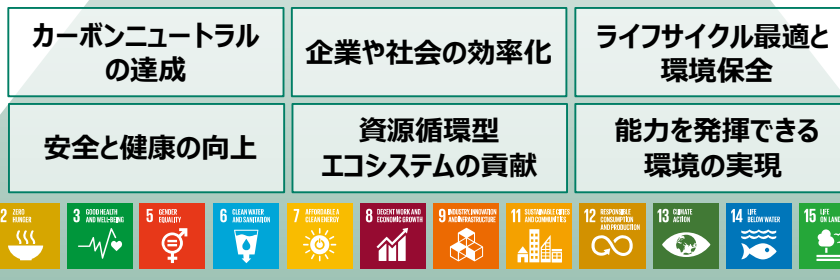 カーボンニュートラル
の達成
企業や社会の効率化
ライフサイクル最適と
環境保全
安全と健康の向上
資源循環型
エコシステムの貢献
能力を発揮できる
環境の実現
2 ZERO
HUNGER
3 GOOD HEALTH
AND WELL-BEING
5 GENDER
EQUALITY
6 CLEAN WATER
AND SANITATION
7 AFFORDABLE &
CLEAN ENERGY
8 DECENT WORK AND
ECONOMIC GROWTH
9 INDUSTRY, INNOVATION
AND INFRASTRUCTURE
11 SUSTAINABLE CITIES
AND COMMUNITIES
12 RESPONSIBLE
CONSUMPTION
AND PRODUCTION
13 CLIMATE
ACTION
14 LIFE
BELOW WATER
15 LIFE
ON LAND